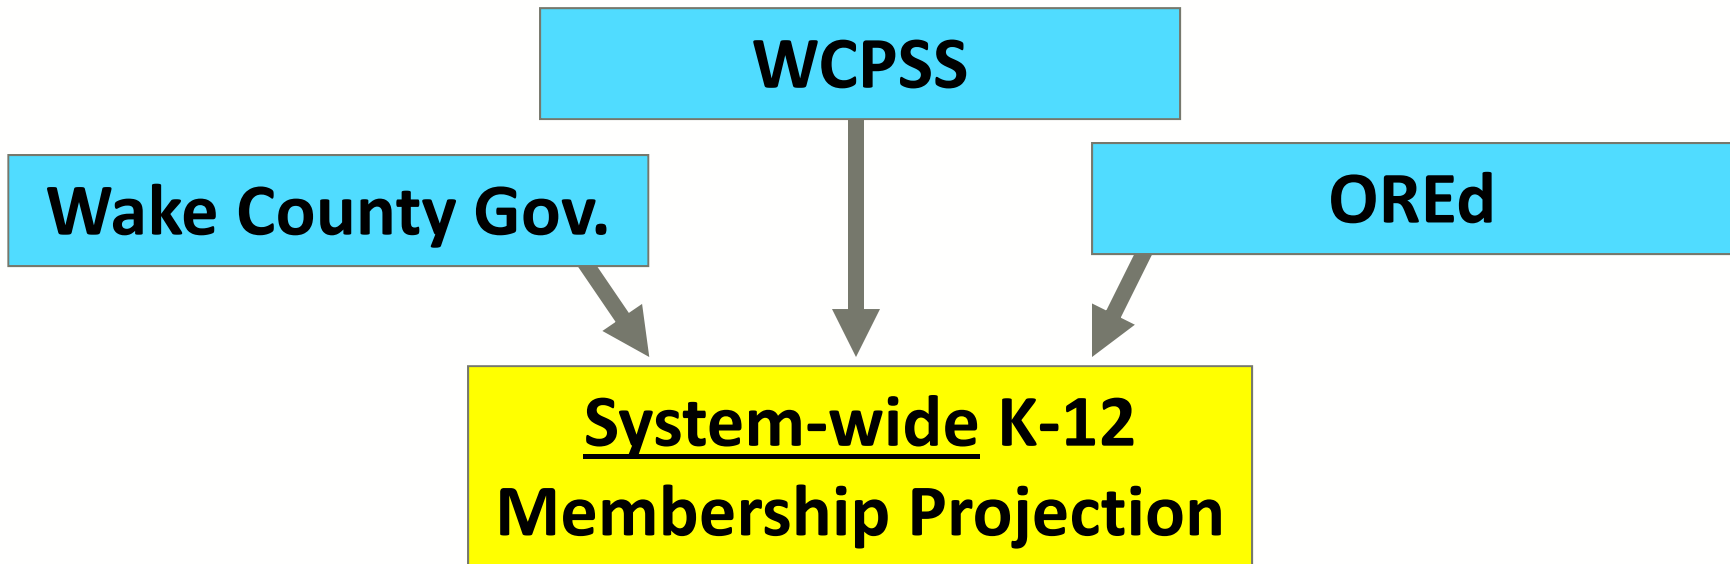 WCPSS
Wake County Gov.
OREd
System-wide K-12
Membership Projection